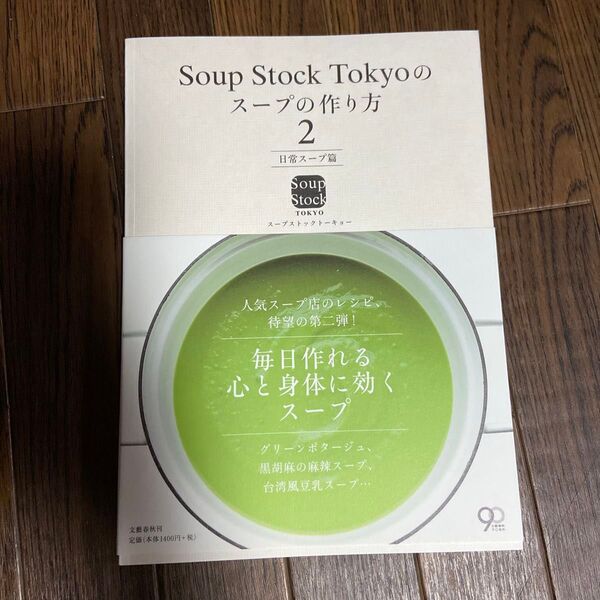 Soup Stock Tokyoの
スープの作り方
2
日常スープ篇
Soup
Stock
TOKYO
スープストックトーキョー
人気スープ店のレシピ、
待望の第二弾！
毎日作れる
心と身体に効く
スープ
グリーンポタージュ、
黒胡麻の麻辣スープ、
台湾風豆乳スープ…
文藝春秋刊
定価(本体1400円+税)
90